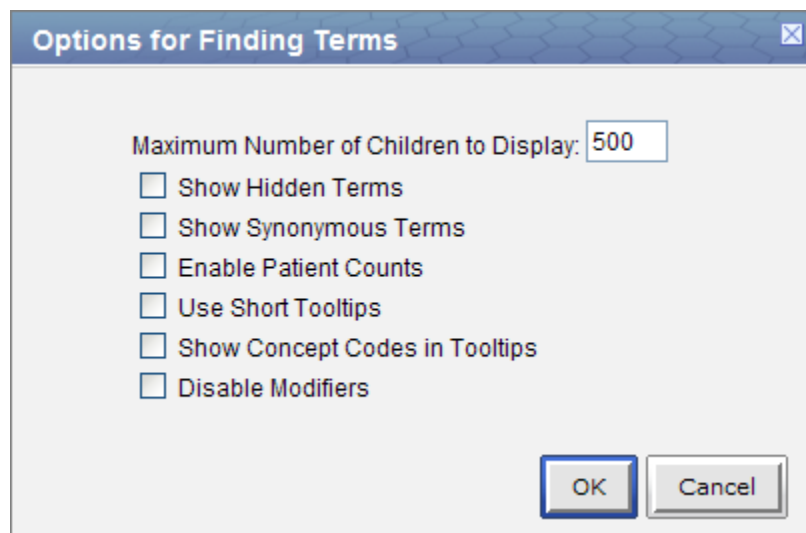 Options for Finding Terms
Maximum Number of Children to Display: 500
Show Hidden Terms
Show Synonymous Terms
Enable Patient Counts
Use Short Tooltips
Show Concept Codes in Tooltips
Disable Modifiers
OK Cancel